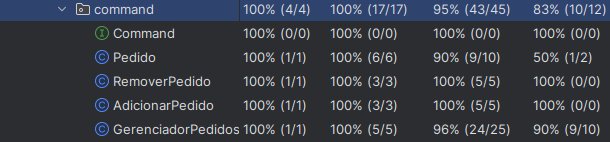 command 100% (4/4) 100% (17/17) 95% (43/45) 83% (10/12)
Command 100% (0/0) 100% (0/0) 100% (0/0) 100% (0/0)
Pedido 100% (1/1) 100% (6/6) 90% (9/10) 50% (1/2)
RemoverPedido 100% (1/1) 100% (3/3) 100% (5/5) 100% (0/0)
AdicionarPedido 100% (1/1) 100% (3/3) 100% (5/5) 100% (0/0)
GerenciadorPedidos 100% (1/1) 100% (5/5) 96% (24/25) 90% (9/10)